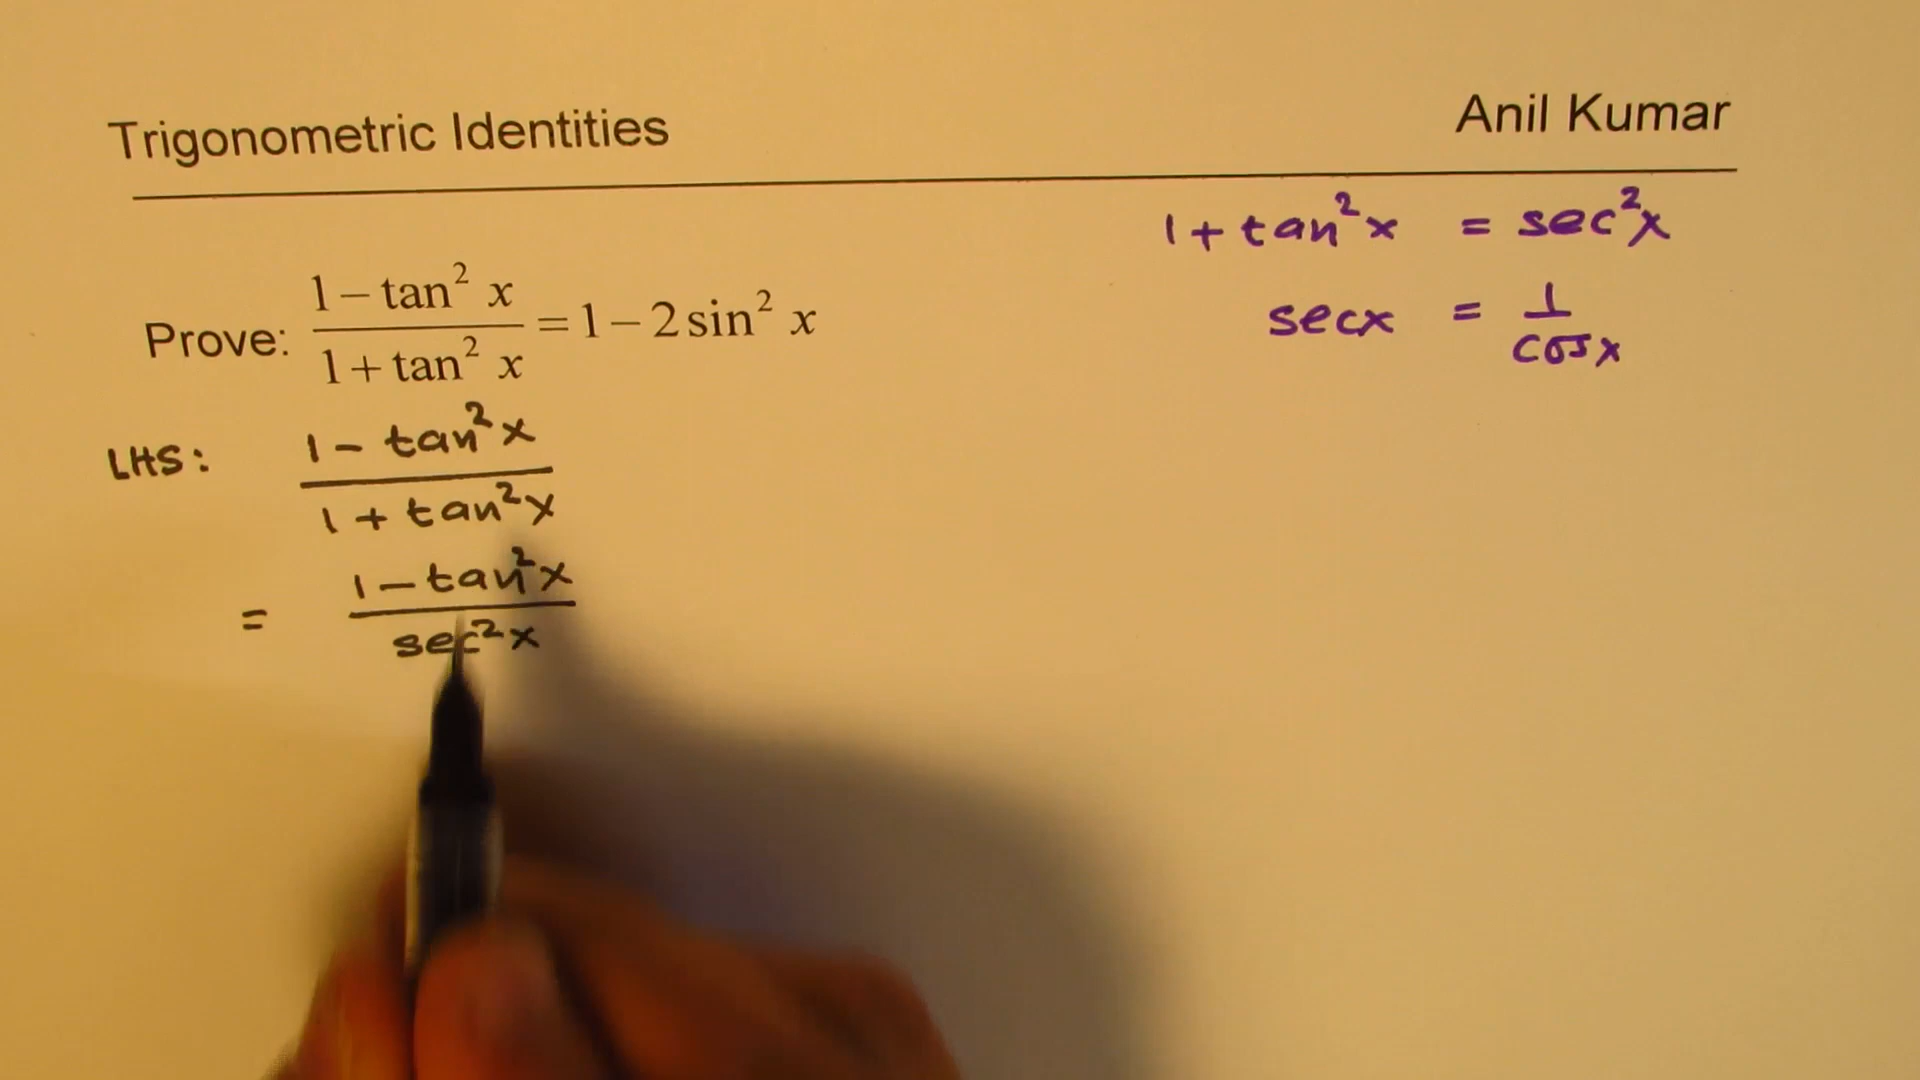 Trigonometric Identities
Anil Kumar
1 + tan²x = sec²x
sec x = 1/cos x
Prove: (1 − tan² x)/(1 + tan² x) = 1 − 2 sin² x
LHS: (1 − tan²x)/(1 + tan²x)
= (1 − tan²x)/(sec²x)